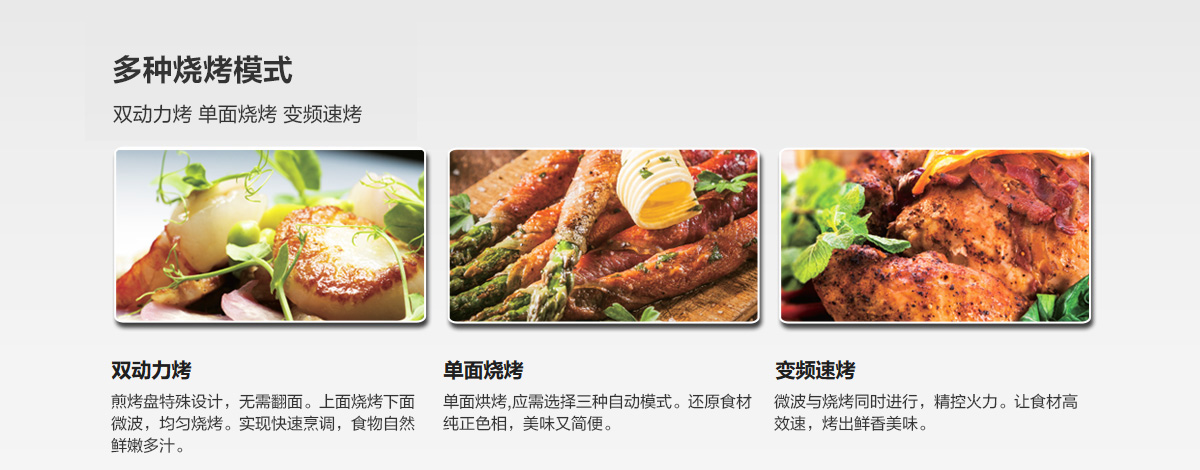 多种烧烤模式
双动力烤 单面烧烤 变频速烤
双动力烤
煎烤盘特殊设计，无需翻面。上面烧烤下面
微波，均匀烧烤。实现快速烹调，食物自然
鲜嫩多汁。
单面烧烤
单面烘烤,应需选择三种自动模式。还原食材
纯正色相，美味又简便。
变频速烤
微波与烧烤同时进行，精控火力。让食材高
效速，烤出鲜香美味。